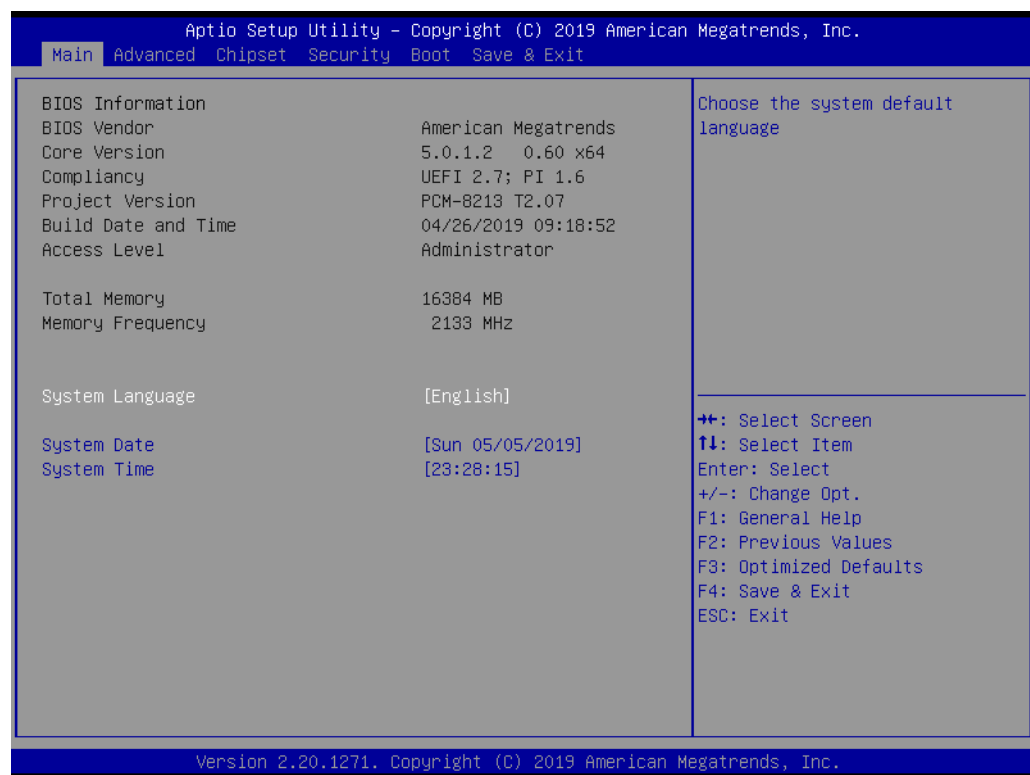 Aptio Setup Utility – Copyright (C) 2019 American Megatrends, Inc.
Main Advanced Chipset Security Boot Save & Exit
BIOS Information
BIOS Vendor American Megatrends
Core Version 5.0.1.2 0.60 x64
Compliancy UEFI 2.7; PI 1.6
Project Version PCM-8213 T2.07
Build Date and Time 04/26/2019 09:18:52
Access Level Administrator
Total Memory 16384 MB
Memory Frequency 2133 MHz
System Language [English]
System Date [Sun 05/05/2019]
System Time [23:28:15]
Choose the system default
language
→←: Select Screen
↑↓: Select Item
Enter: Select
+/-: Change Opt.
F1: General Help
F2: Previous Values
F3: Optimized Defaults
F4: Save & Exit
ESC: Exit
Version 2.20.1271. Copyright (C) 2019 American Megatrends, Inc.